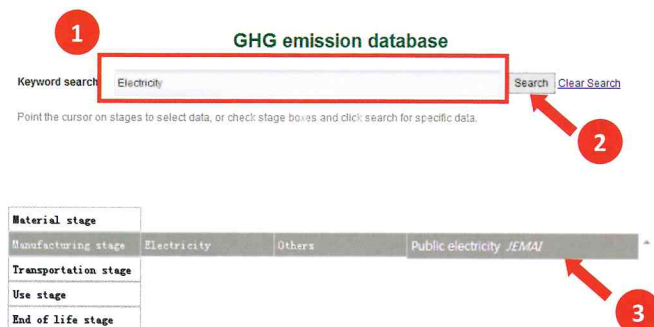 1
GHG emission database
Keyword search Electricity Search Clear Search
Point the cursor on stages to select data, or check stage boxes and click search for specific data.
2
Material stage
Manufacturing stage Electricity Others Public electricity JEMAI
Transportation stage
Use stage
End of life stage
3